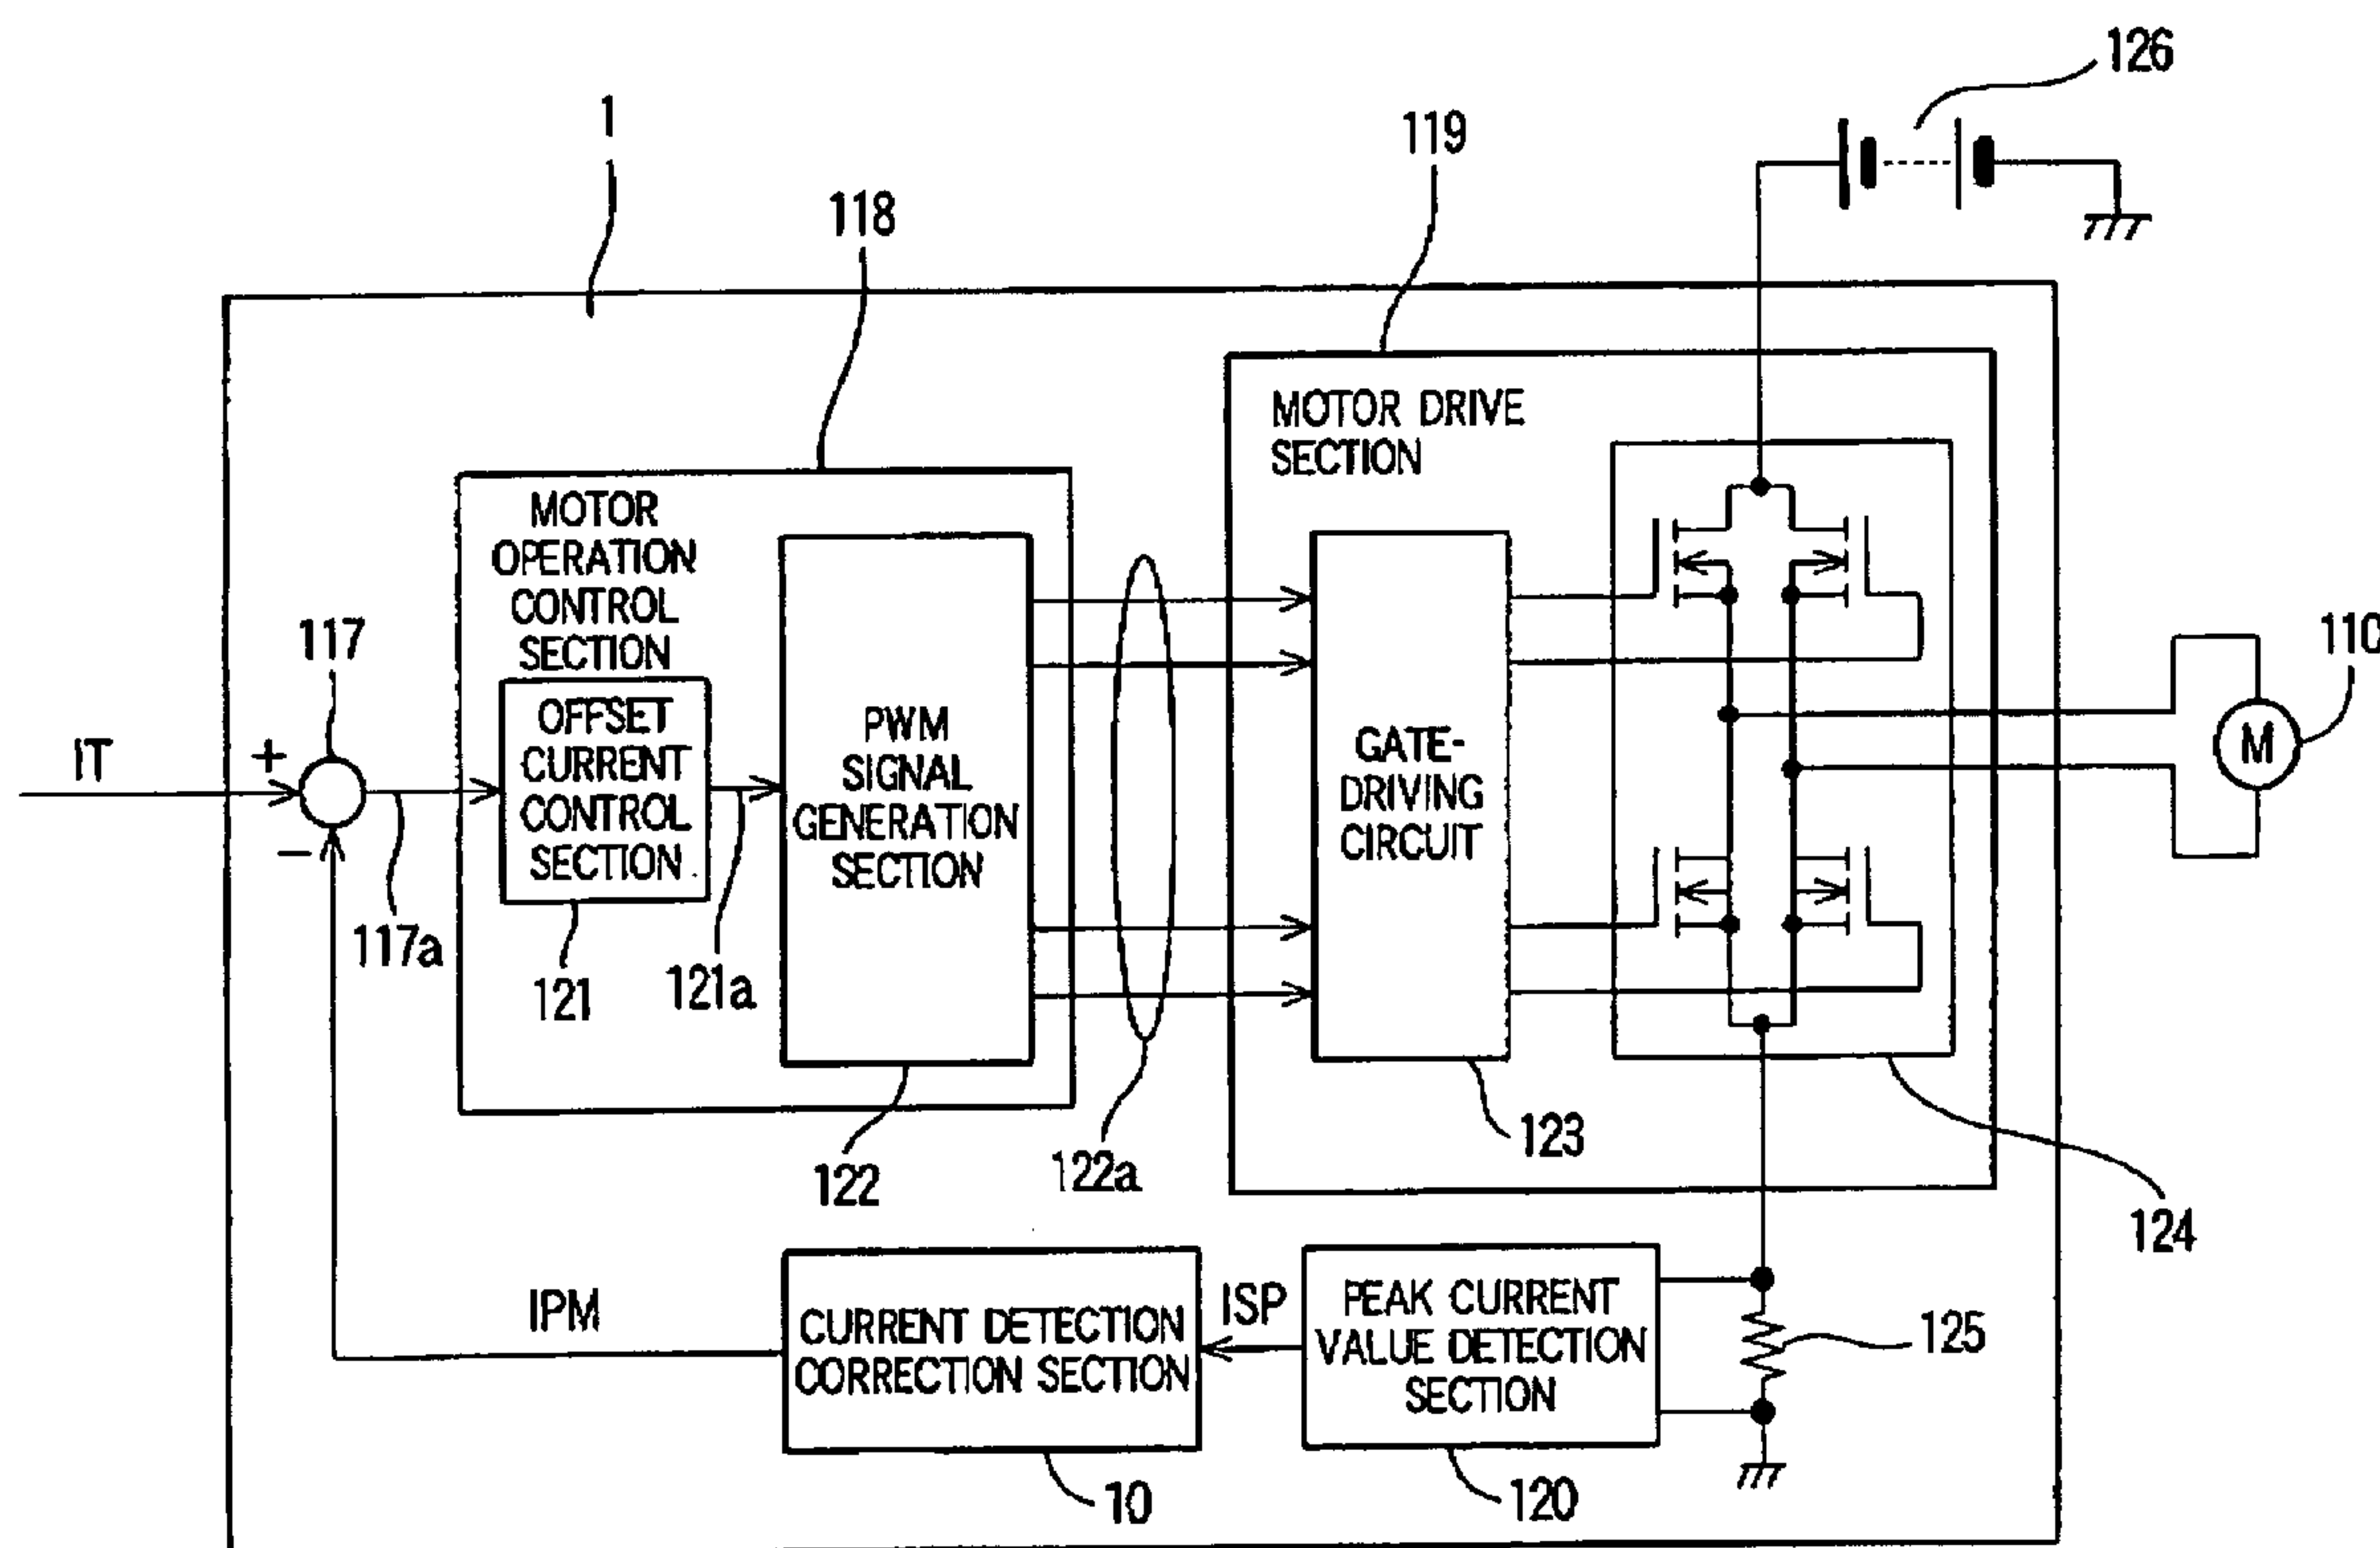 126
1
119
118
MOTOR DRIVE
SECTION
MOTOR
OPERATION
CONTROL
SECTION
117
110
OFFSET
CURRENT
CONTROL
SECTION
PWM
SIGNAL
GENERATION
SECTION
GATE-
DRIVING
CIRCUIT
M
IT
+
−
117a
121
121a
122
122a
123
124
IPM
CURRENT DETECTION
CORRECTION SECTION
ISP
PEAK CURRENT
VALUE DETECTION
SECTION
125
10
120